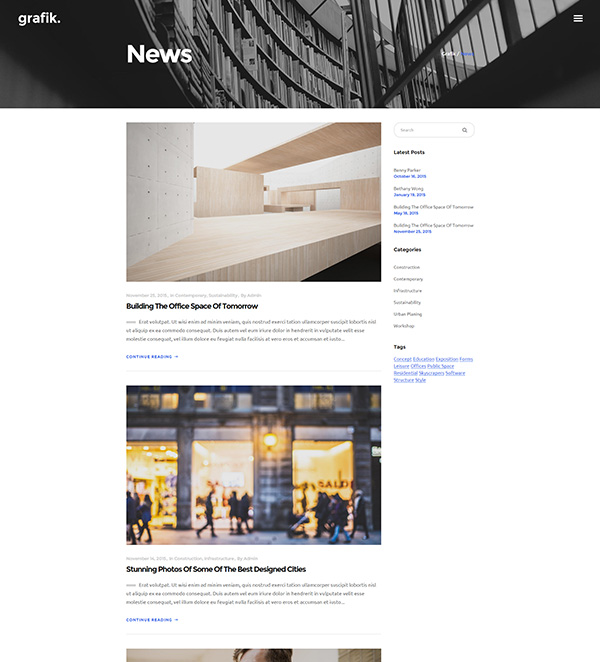 grafik.
News
Grafik /
Search
Latest Posts
Benny Parker
October 16, 2015
Bethany Wong
January 19, 2015
Building The Office Space Of Tomorrow
May 16, 2015
Building The Office Space Of Tomorrow
November 25, 2015
Categories
Construction
Contemporary
Infrastructure
Sustainability
Urban Planing
Workshop
Tags
Concept Education Exposition Forms
Leisure Offices Public Space
Residential Skyscrapers Software
Structure Style
November 25, 2015, In Contemporary, Sustainability, By Admin
Building The Office Space Of Tomorrow
Erat volutpat. Ut wisi enim ad minim veniam, quis nostrud exerci tation ullamcorper suscipit lobortis nisl
ut aliquip ex ea commodo consequat. Duis autem vel eum iriure dolor in hendrerit in vulputate velit esse
molestie consequat, vel illum dolore eu feugiat nulla facilisis at vero eros et accumsan et iusto...
CONTINUE READING →
SALDI
November 16, 2015, In Construction, Infrastructure, By Admin
Stunning Photos Of Some Of The Best Designed Cities
Erat volutpat. Ut wisi enim ad minim veniam, quis nostrud exerci tation ullamcorper suscipit lobortis nisl
ut aliquip ex ea commodo consequat. Duis autem vel eum iriure dolor in hendrerit in vulputate velit esse
molestie consequat, vel illum dolore eu feugiat nulla facilisis at vero eros et accumsan et iusto...
CONTINUE READING →